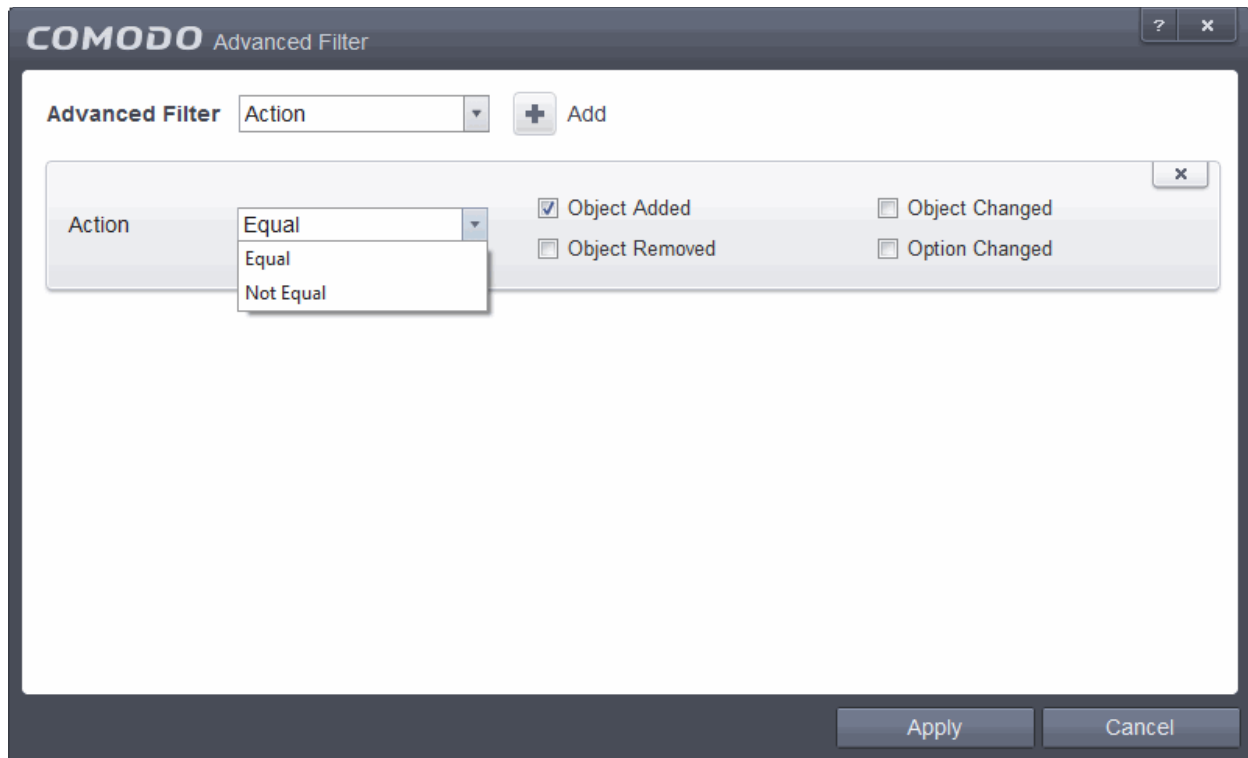 COMODO Advanced Filter
? x
Advanced Filter Action Add
x
Action Equal
Object Added Object Changed
Equal
Object Removed Option Changed
Not Equal
Apply Cancel